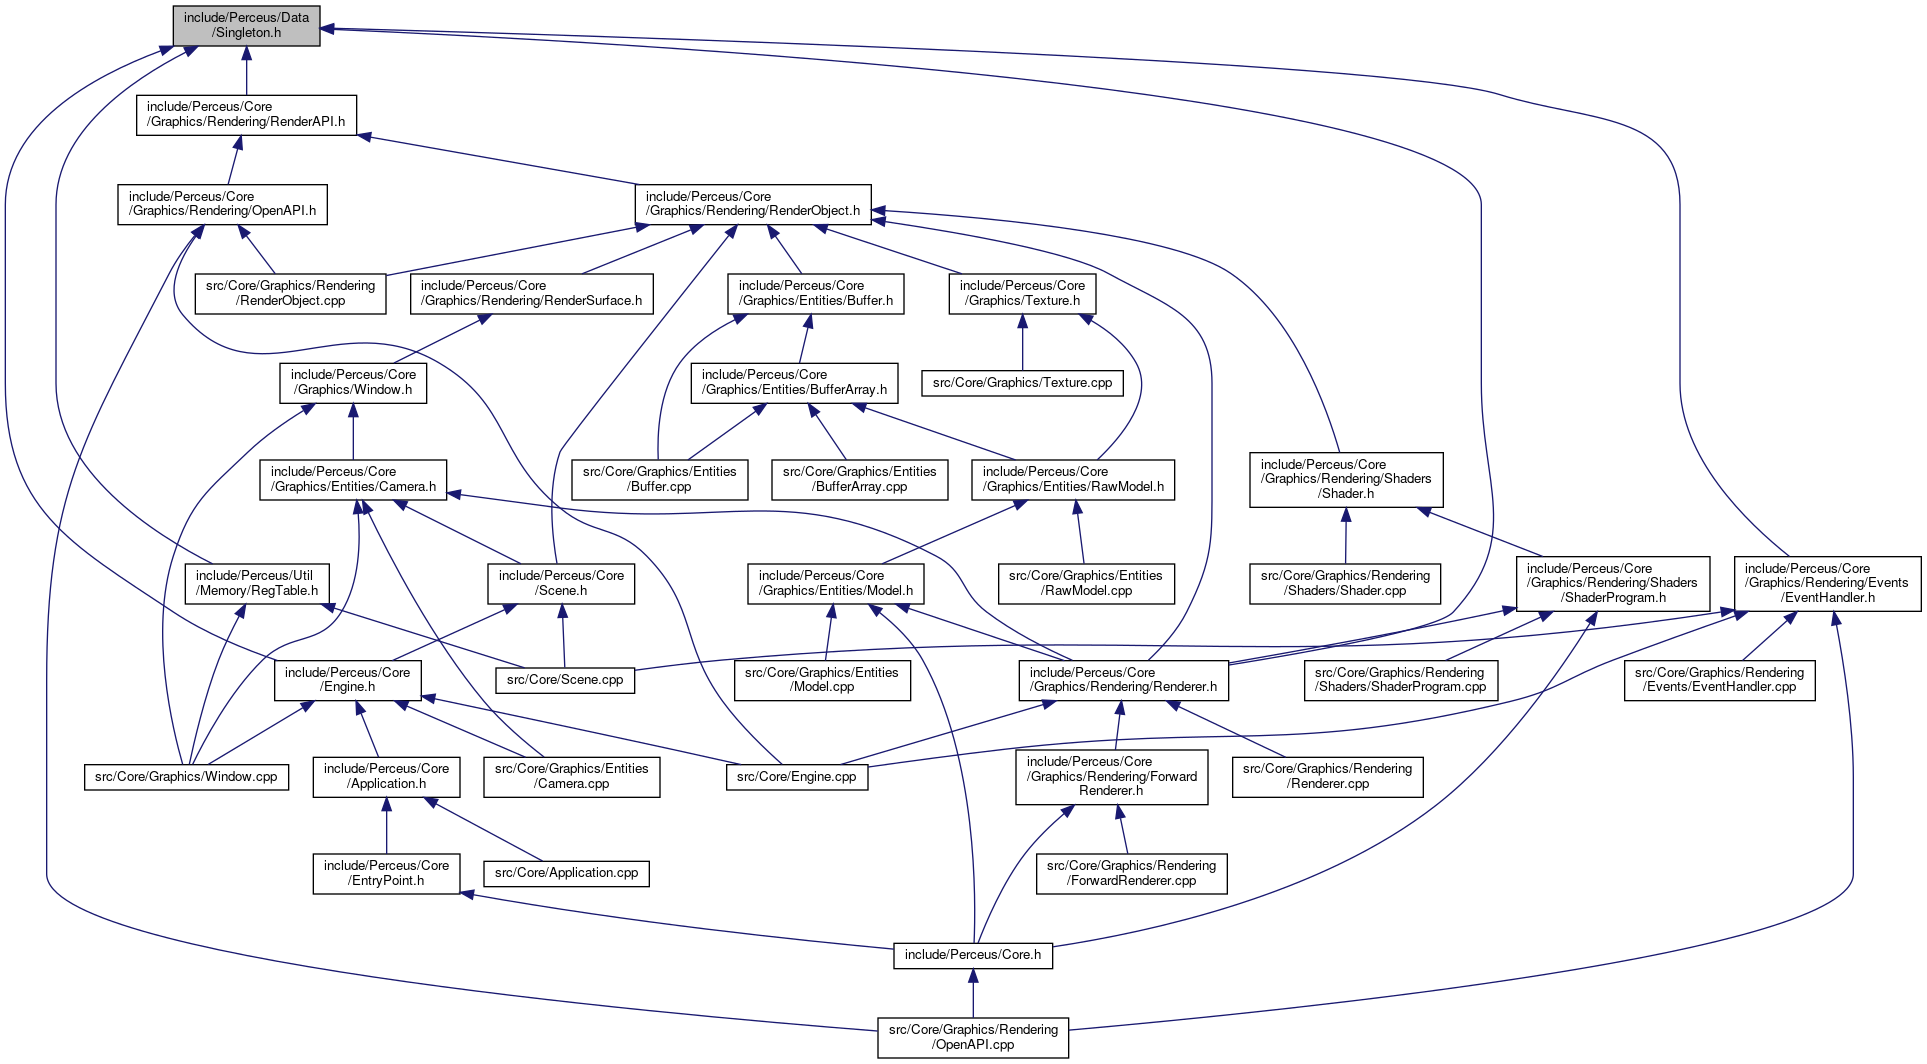 include/Perceus/Data
/Singleton.h
include/Perceus/Core
/Graphics/Rendering/RenderAPI.h
include/Perceus/Core
/Graphics/Rendering/OpenAPI.h
include/Perceus/Core
/Graphics/Rendering/RenderObject.h
src/Core/Graphics/Rendering
/RenderObject.cpp
include/Perceus/Core
/Graphics/Rendering/RenderSurface.h
include/Perceus/Core
/Graphics/Entities/Buffer.h
include/Perceus/Core
/Graphics/Texture.h
include/Perceus/Core
/Graphics/Window.h
include/Perceus/Core
/Graphics/Entities/BufferArray.h
src/Core/Graphics/Texture.cpp
include/Perceus/Core
/Graphics/Entities/Camera.h
src/Core/Graphics/Entities
/Buffer.cpp
src/Core/Graphics/Entities
/BufferArray.cpp
include/Perceus/Core
/Graphics/Entities/RawModel.h
include/Perceus/Core
/Graphics/Rendering/Shaders
/Shader.h
include/Perceus/Util
/Memory/RegTable.h
include/Perceus/Core
/Scene.h
include/Perceus/Core
/Graphics/Entities/Model.h
src/Core/Graphics/Entities
/RawModel.cpp
src/Core/Graphics/Rendering
/Shaders/Shader.cpp
include/Perceus/Core
/Graphics/Rendering/Shaders
/ShaderProgram.h
include/Perceus/Core
/Graphics/Rendering/Events
/EventHandler.h
include/Perceus/Core
/Engine.h
src/Core/Scene.cpp
src/Core/Graphics/Entities
/Model.cpp
include/Perceus/Core
/Graphics/Rendering/Renderer.h
src/Core/Graphics/Rendering
/Shaders/ShaderProgram.cpp
src/Core/Graphics/Rendering
/Events/EventHandler.cpp
src/Core/Graphics/Window.cpp
include/Perceus/Core
/Application.h
src/Core/Graphics/Entities
/Camera.cpp
src/Core/Engine.cpp
include/Perceus/Core
/Graphics/Rendering/Forward
Renderer.h
src/Core/Graphics/Rendering
/Renderer.cpp
include/Perceus/Core
/EntryPoint.h
src/Core/Application.cpp
src/Core/Graphics/Rendering
/ForwardRenderer.cpp
include/Perceus/Core.h
src/Core/Graphics/Rendering
/OpenAPI.cpp